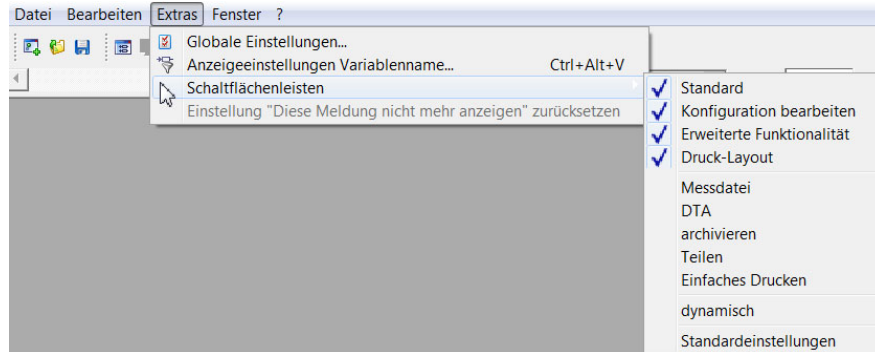 Datei Bearbeiten Extras Fenster ?
Globale Einstellungen...
Anzeigeeinstellungen Variablenname... Ctrl+Alt+V
Schaltflächenleisten
Einstellung "Diese Meldung nicht mehr anzeigen" zurücksetzen
Standard
Konfiguration bearbeiten
Erweiterte Funktionalität
Druck-Layout
Messdatei
DTA
archivieren
Teilen
Einfaches Drucken
dynamisch
Standardeinstellungen